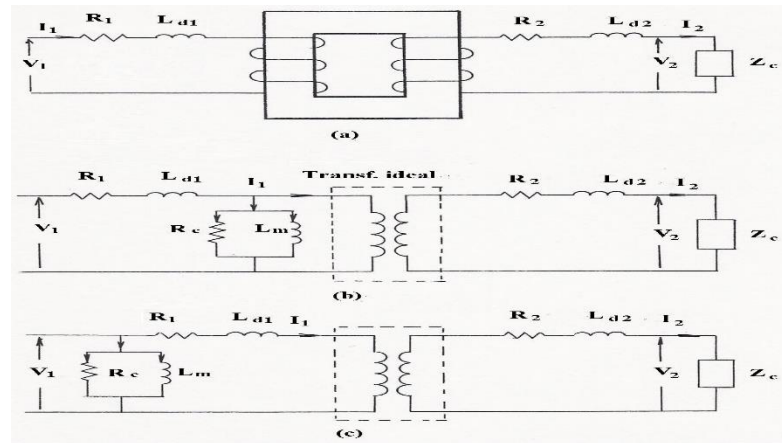 I1 R1 Ld1 R2 Ld2 I2
V1 V2 Zc
(a)
R1 Ld1 I1 Transf. ideal R2 Ld2 I2
V1 Rc Lm V2 Zc
(b)
R1 Ld1 I1 R2 Ld2 I2
V1 Rc Lm V2 Zc
(c)